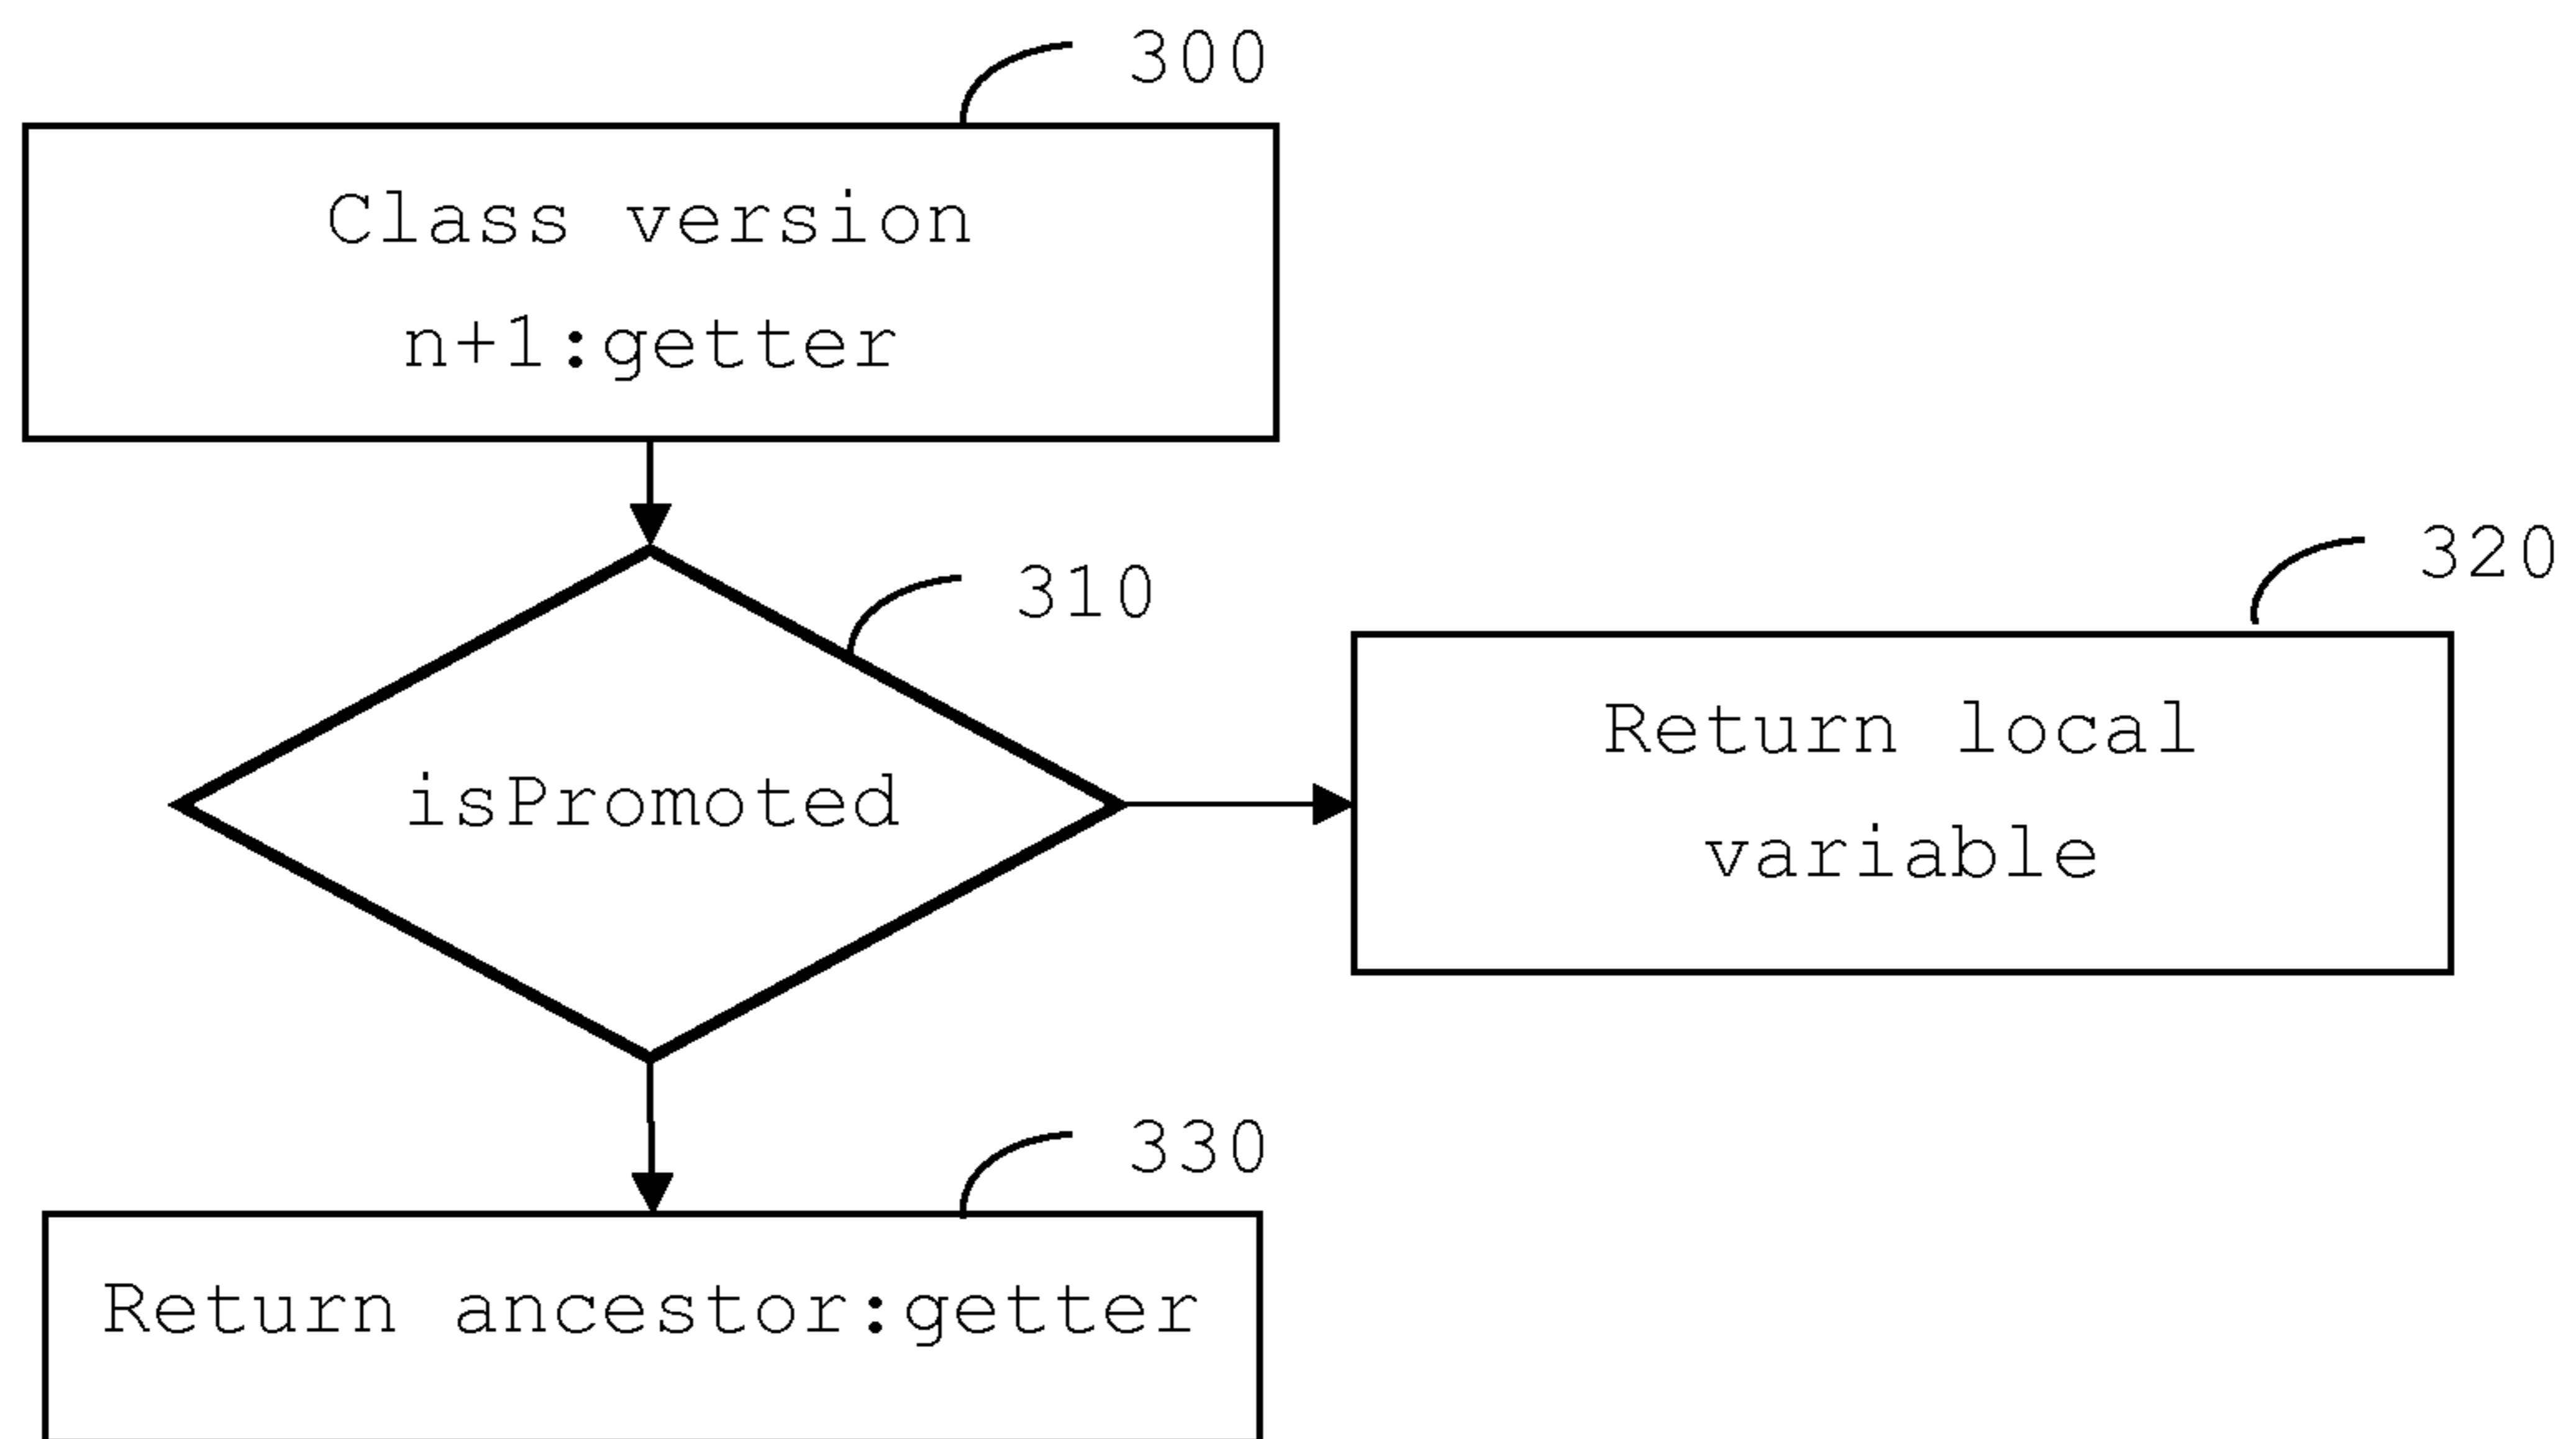 300
Class version
n+1:getter
310
isPromoted
320
Return local
variable
330
Return ancestor:getter